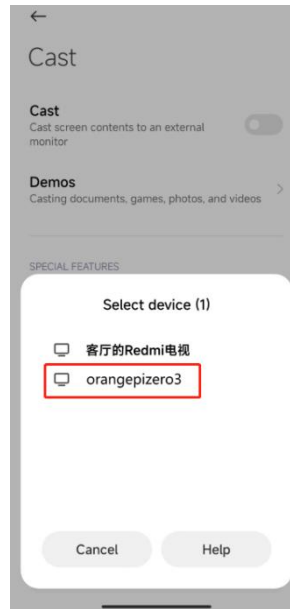 Cast
Cast
Cast screen contents to an external
monitor
Demos
Casting documents, games, photos, and videos
SPECIAL FEATURES
Select device (1)
客厅的Redmi电视
orangepizero3
Cancel
Help